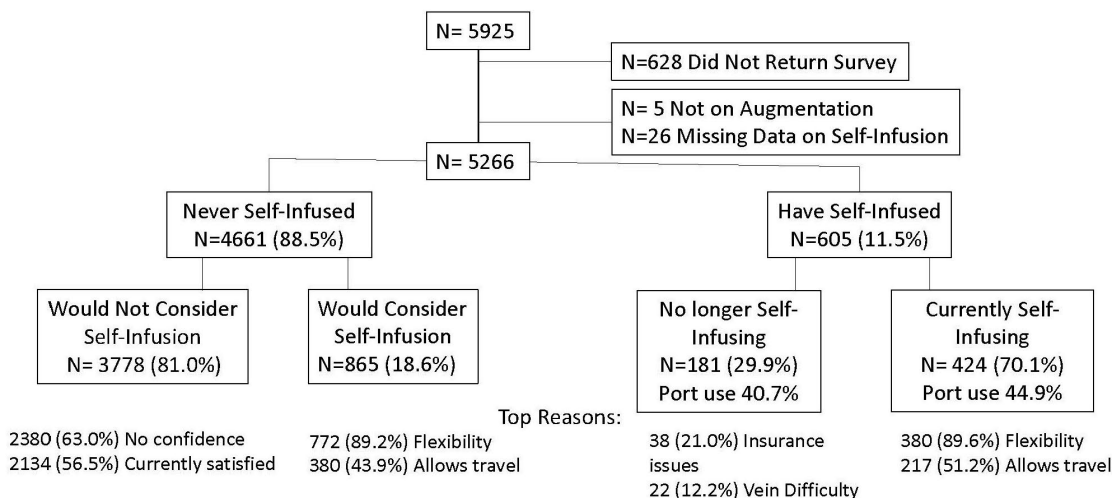 N= 5925
N=628 Did Not Return Survey
N= 5 Not on Augmentation
N=26 Missing Data on Self-Infusion
N= 5266
Never Self-Infused
N=4661 (88.5%)
Have Self-Infused
N=605 (11.5%)
Would Not Consider
Self-Infusion
N= 3778 (81.0%)
Would Consider
Self-Infusion
N=865 (18.6%)
No longer Self-
Infusing
N=181 (29.9%)
Port use 40.7%
Currently Self-
Infusing
N= 424 (70.1%)
Port use 44.9%
Top Reasons:
2380 (63.0%) No confidence
2134 (56.5%) Currently satisfied
772 (89.2%) Flexibility
380 (43.9%) Allows travel
38 (21.0%) Insurance
issues
22 (12.2%) Vein Difficulty
380 (89.6%) Flexibility
217 (51.2%) Allows travel